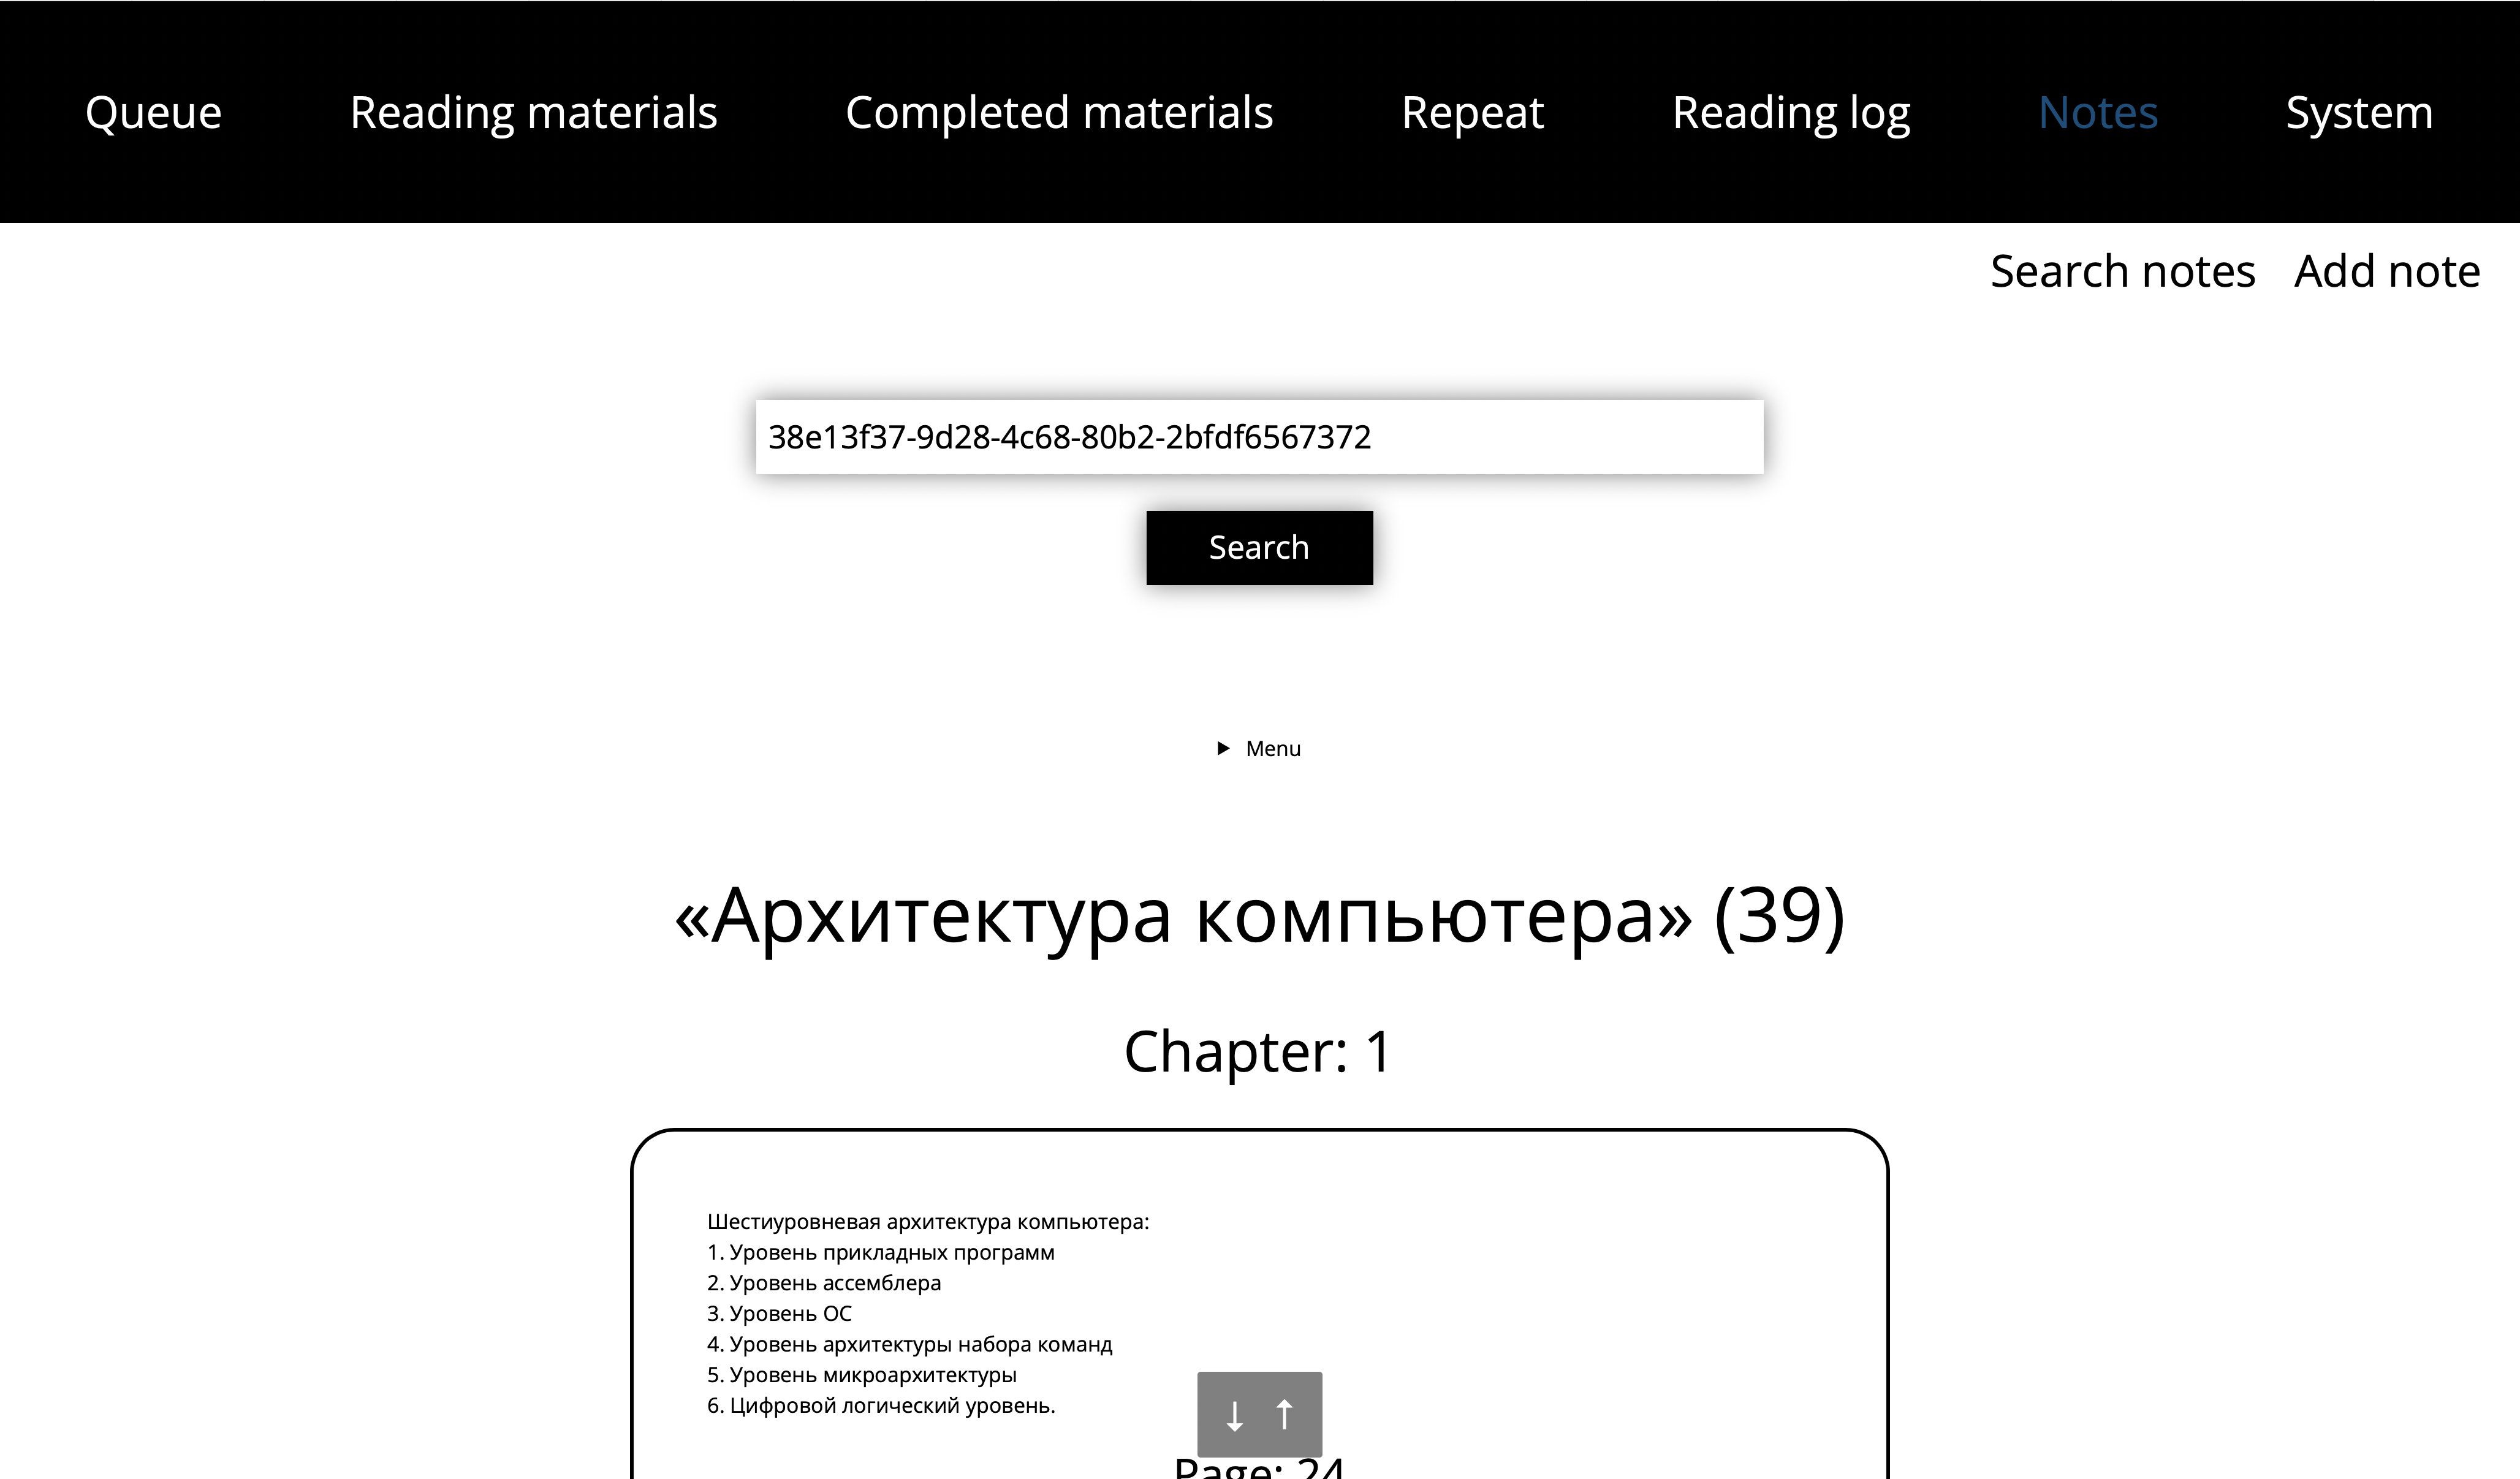 Queue Reading materials Completed materials Repeat Reading log Notes System
Search notes Add note
38e13f37-9d28-4c68-80b2-2bfdf6567372
Search
▶ Menu
«Архитектура компьютера» (39)
Chapter: 1
Шестиуровневая архитектура компьютера:
1. Уровень прикладных программ
2. Уровень ассемблера
3. Уровень ОС
4. Уровень архитектуры набора команд
5. Уровень микроархитектуры
6. Цифровой логический уровень.
↓ ↑
Page: 24